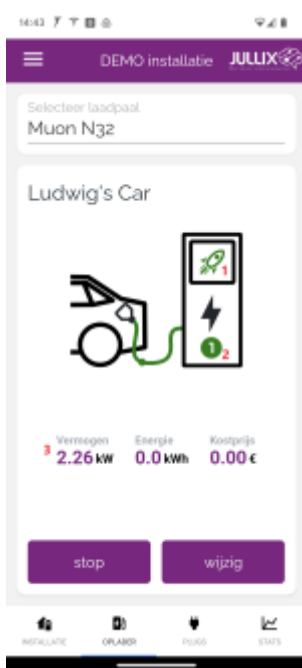 14:43
DEMO installatie JULLIX
Selecteer laadpaal
Muon N32
Ludwig's Car
1
1 2
Vermogen Energie Kostprijs
3 2.26 kW 0.0 kWh 0.00 €
stop wijzig
INSTALLATIE OPLADER PLUGS STATS